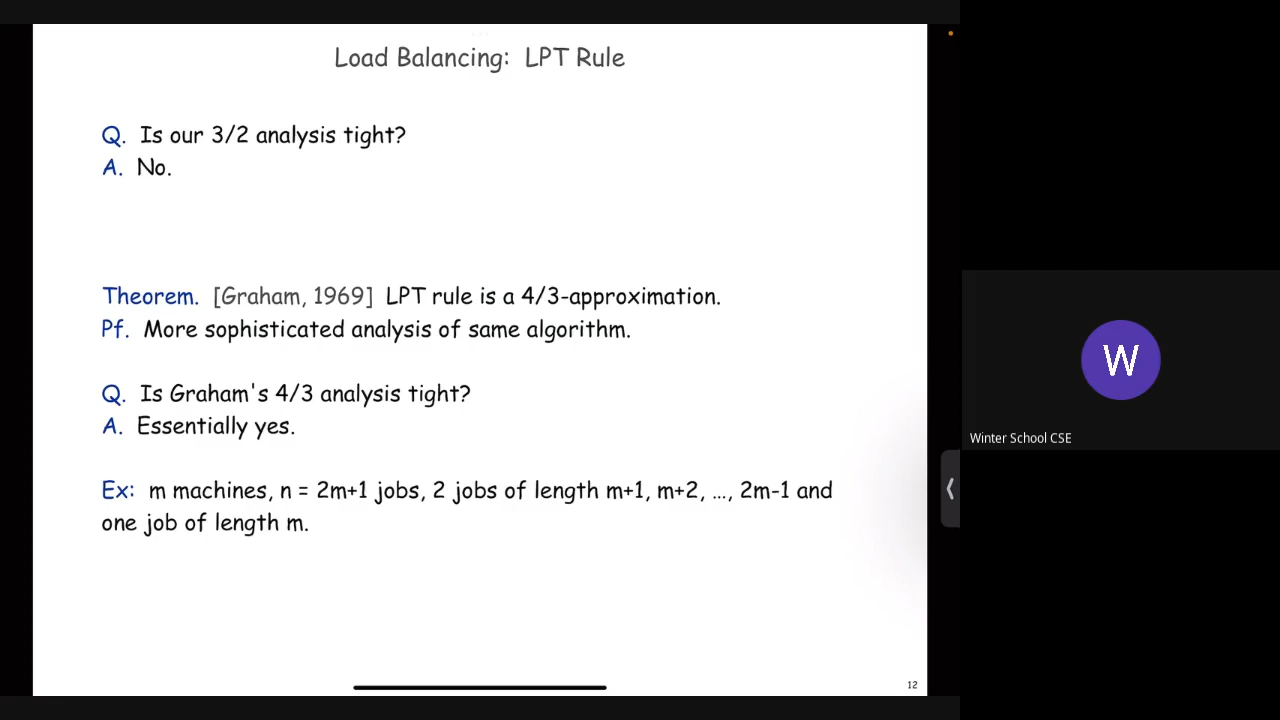 Load Balancing: LPT Rule
Q. Is our 3/2 analysis tight?
A. No.
Theorem. [Graham, 1969] LPT rule is a 4/3-approximation.
Pf. More sophisticated analysis of same algorithm.
Q. Is Graham's 4/3 analysis tight?
A. Essentially yes.
Ex: m machines, n = 2m+1 jobs, 2 jobs of length m+1, m+2, …, 2m-1 and
one job of length m.
12
W
Winter School CSE